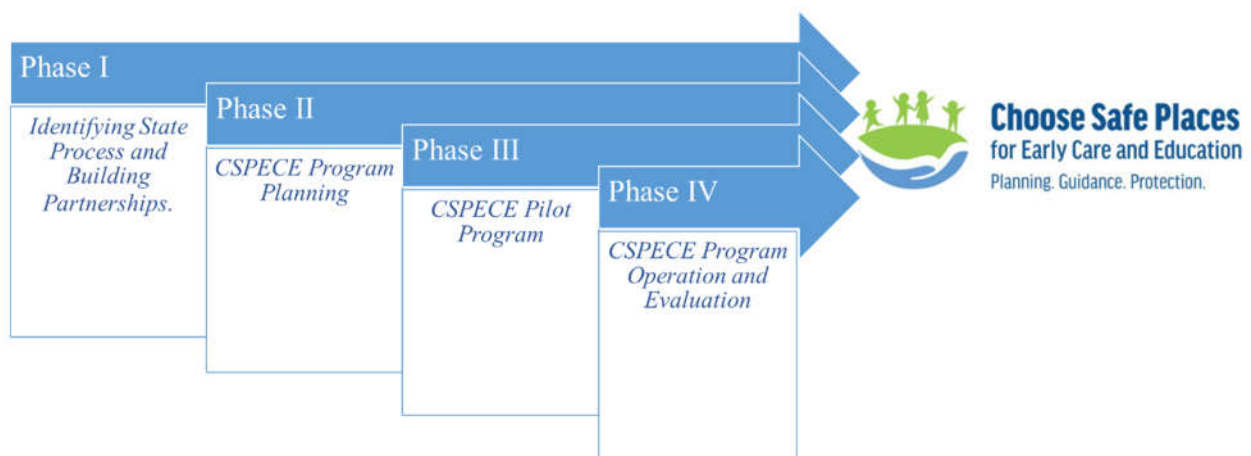 Phase I
Identifying State
Process and
Building
Partnerships.
Phase II
CSPECE Program
Planning
Phase III
CSPECE Pilot
Program
Phase IV
CSPECE Program
Operation and
Evaluation
Choose Safe Places
for Early Care and Education
Planning. Guidance. Protection.